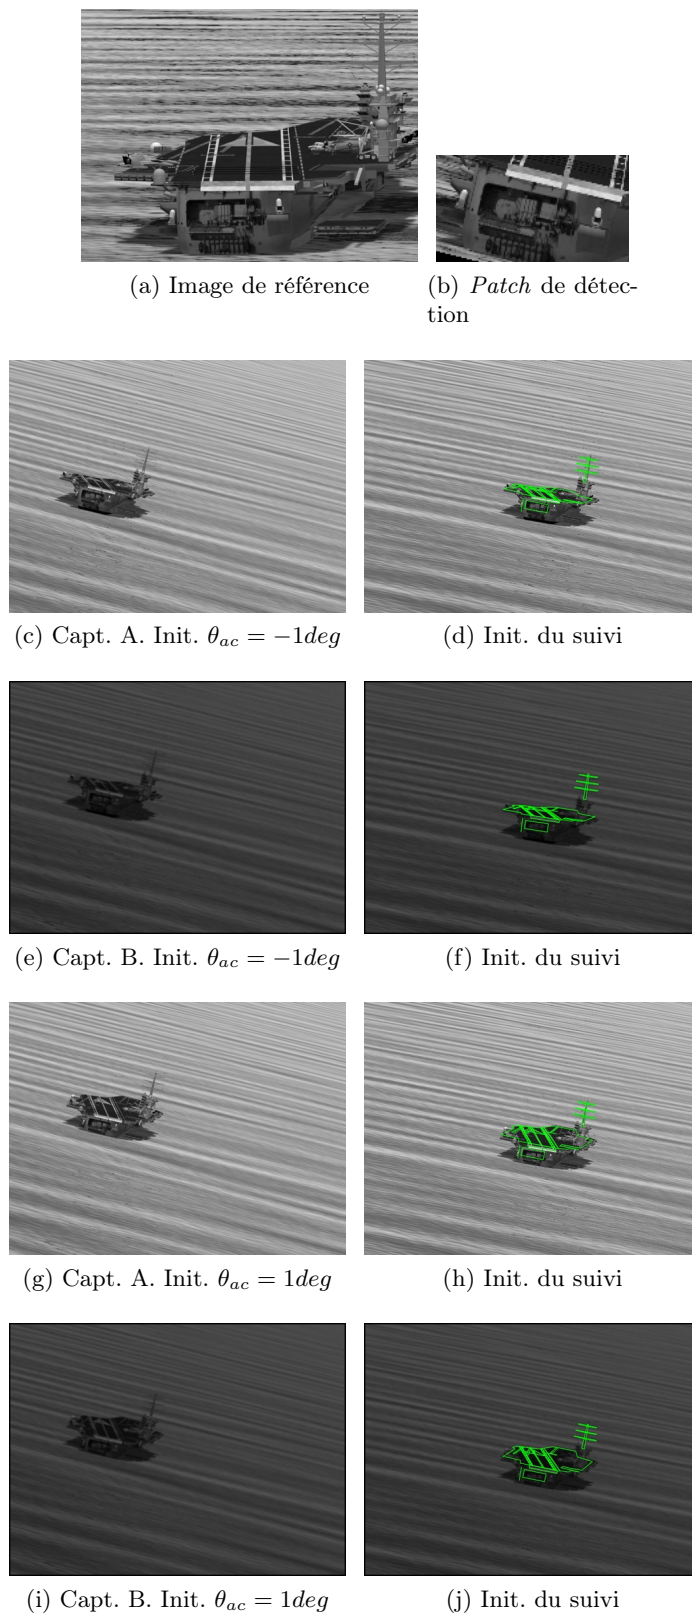 (a) Image de référence
(b) Patch de détec-
tion
(c) Capt. A. Init. θac = −1deg
(d) Init. du suivi
(e) Capt. B. Init. θac = −1deg
(f) Init. du suivi
(g) Capt. A. Init. θac = 1deg
(h) Init. du suivi
(i) Capt. B. Init. θac = 1deg
(j) Init. du suivi